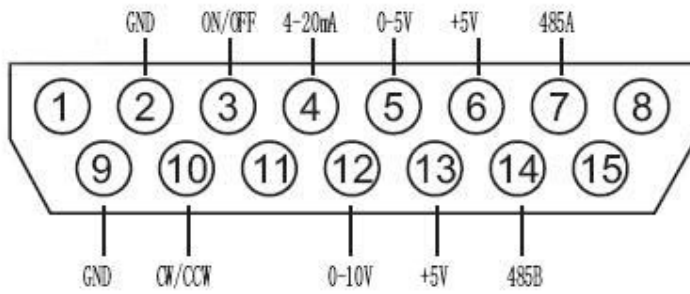 GND ON/OFF 4-20mA 0-5V +5V 485A
1 2 3 4 5 6 7 8
9 10 11 12 13 14 15
GND CW/CCW 0-10V +5V 485B